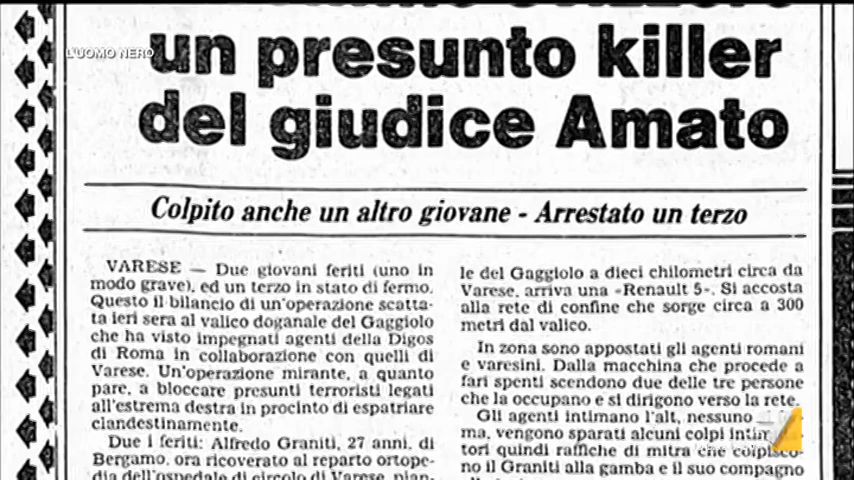 L'UOMO NERO
un presunto killer
del giudice Amato
Colpito anche un altro giovane - Arrestato un terzo
VARESE — Due giovani feriti (uno in
modo grave), ed un terzo in stato di fermo.
Questo il bilancio di un'operazione scatta-
ta ieri sera al valico doganale del Gaggiolo
che ha visto impegnati agenti della Digos
di Roma in collaborazione con quelli di
Varese. Un'operazione mirante, a quanto
pare, a bloccare presunti terroristi legati
all'estrema destra in procinto di espatriare
clandestinamente.
Due i feriti: Alfredo Graniti, 27 anni, di
Bergamo, ora ricoverato al reparto ortope-
dia dell'ospedale di circolo di Varese, pian-
le del Gaggiolo a dieci chilometri circa da
Varese, arriva una «Renault 5». Si accosta
alla rete di confine che sorge circa a 300
metri dal valico.
In zona sono appostati gli agenti romani
e varesini. Dalla macchina che procede a
fari spenti scendono due delle tre persone
che la occupano e si dirigono verso la rete.
Gli agenti intimano l'alt, nessuno
ma, vengono sparati alcuni colpi
tori quindi raffiche di mitra che colpisco-
no il Graniti alla gamba e il suo compagno